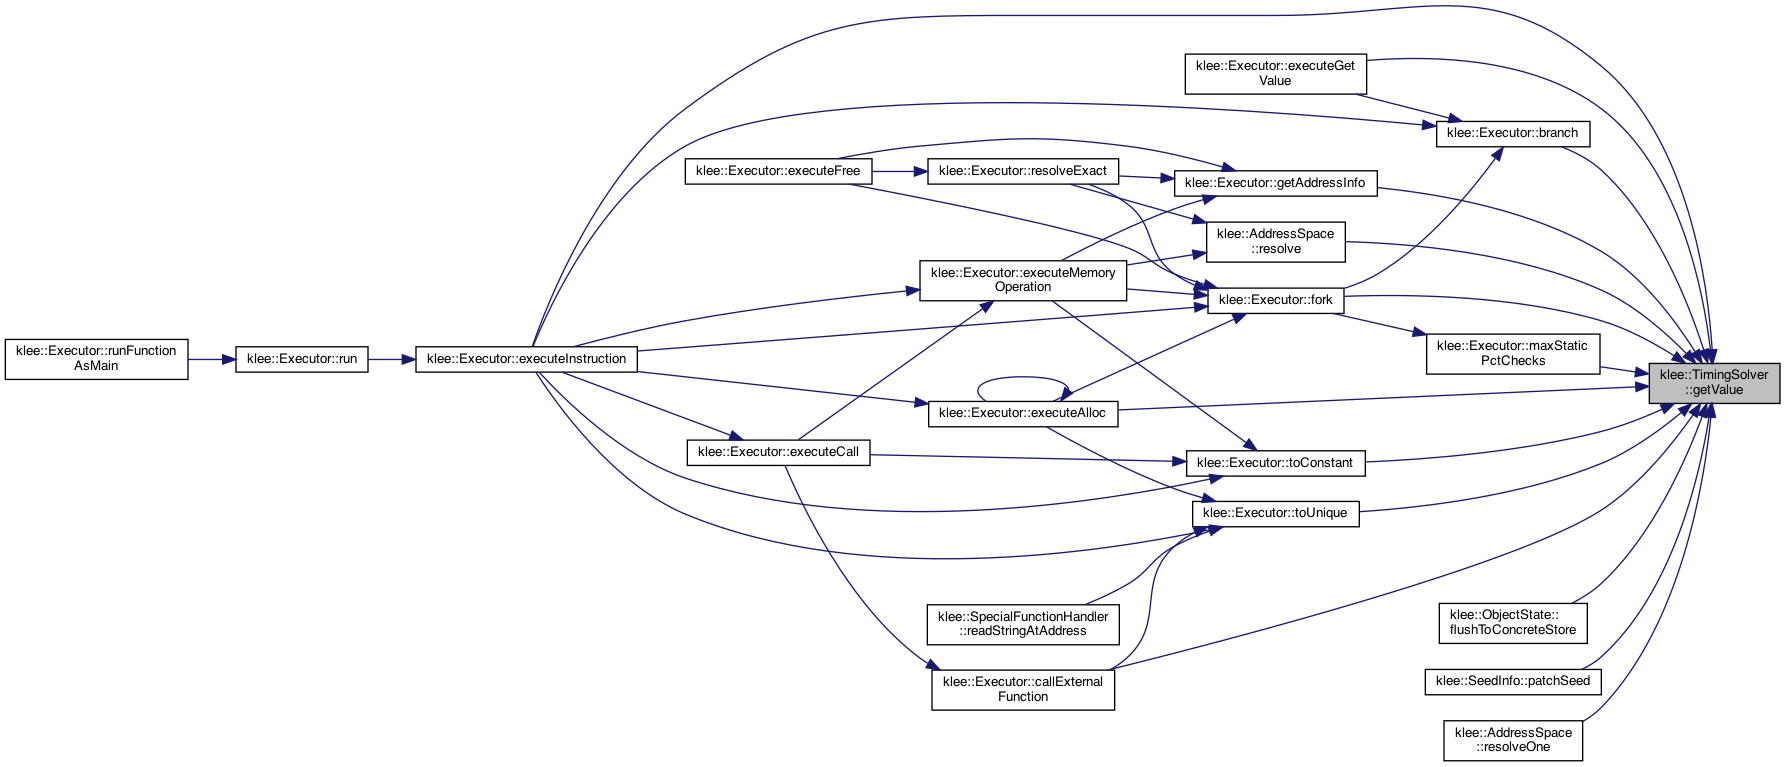 klee::Executor::executeGet
Value
klee::Executor::branch
klee::Executor::executeFree
klee::Executor::resolveExact
klee::Executor::getAddressInfo
klee::AddressSpace
::resolve
klee::Executor::executeMemory
Operation
klee::Executor::fork
klee::Executor::runFunction
AsMain
klee::Executor::run
klee::Executor::executeInstruction
klee::Executor::maxStatic
PctChecks
klee::TimingSolver
::getValue
klee::Executor::executeAlloc
klee::Executor::executeCall
klee::Executor::toConstant
klee::Executor::toUnique
klee::SpecialFunctionHandler
::readStringAtAddress
klee::ObjectState::
flushToConcreteStore
klee::Executor::callExternal
Function
klee::SeedInfo::patchSeed
klee::AddressSpace
::resolveOne